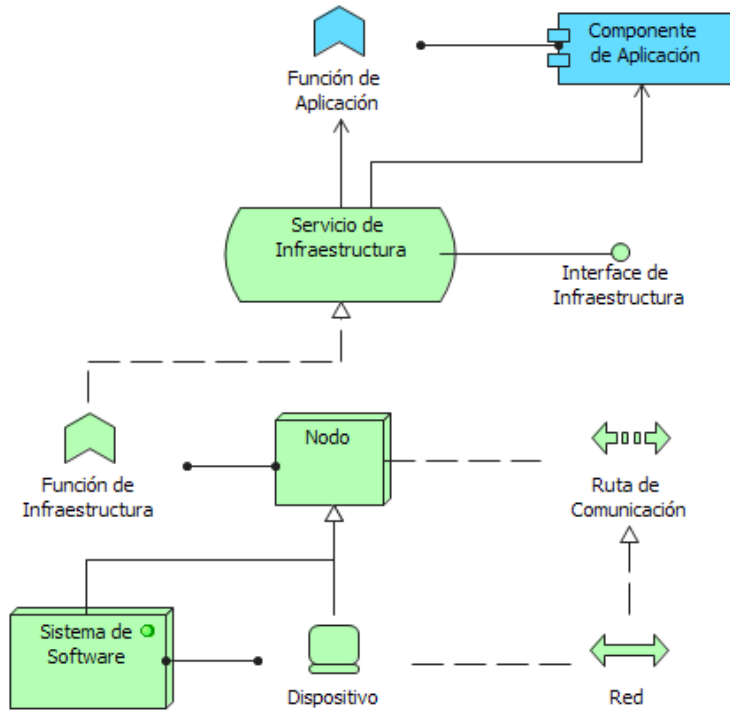 Componente
de Aplicación
Función de
Aplicación
Servicio de
Infraestructura
Interface de
Infraestructura
Nodo
Función de
Infraestructura
Ruta de
Comunicación
Sistema de
Software
Dispositivo
Red